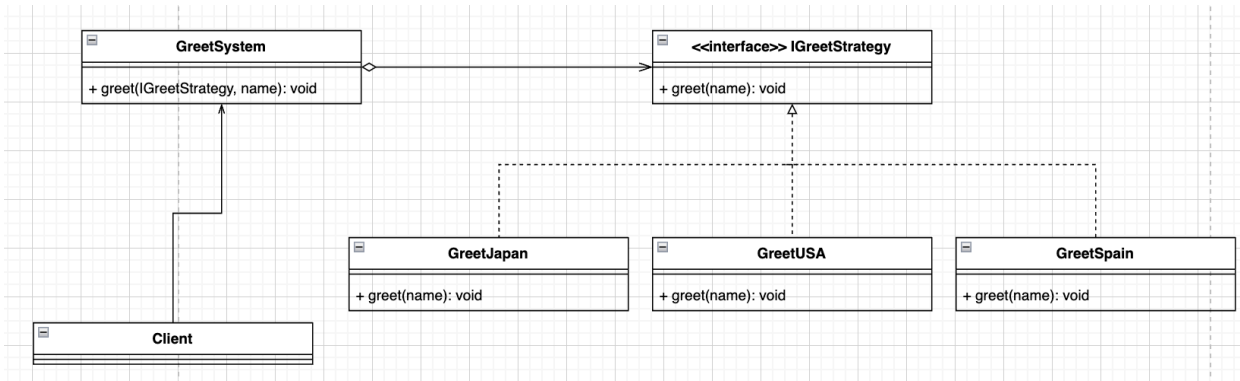 GreetSystem
+ greet(IGreetStrategy, name): void
<<interface>> IGreetStrategy
+ greet(name): void
GreetJapan
+ greet(name): void
GreetUSA
+ greet(name): void
GreetSpain
+ greet(name): void
Client